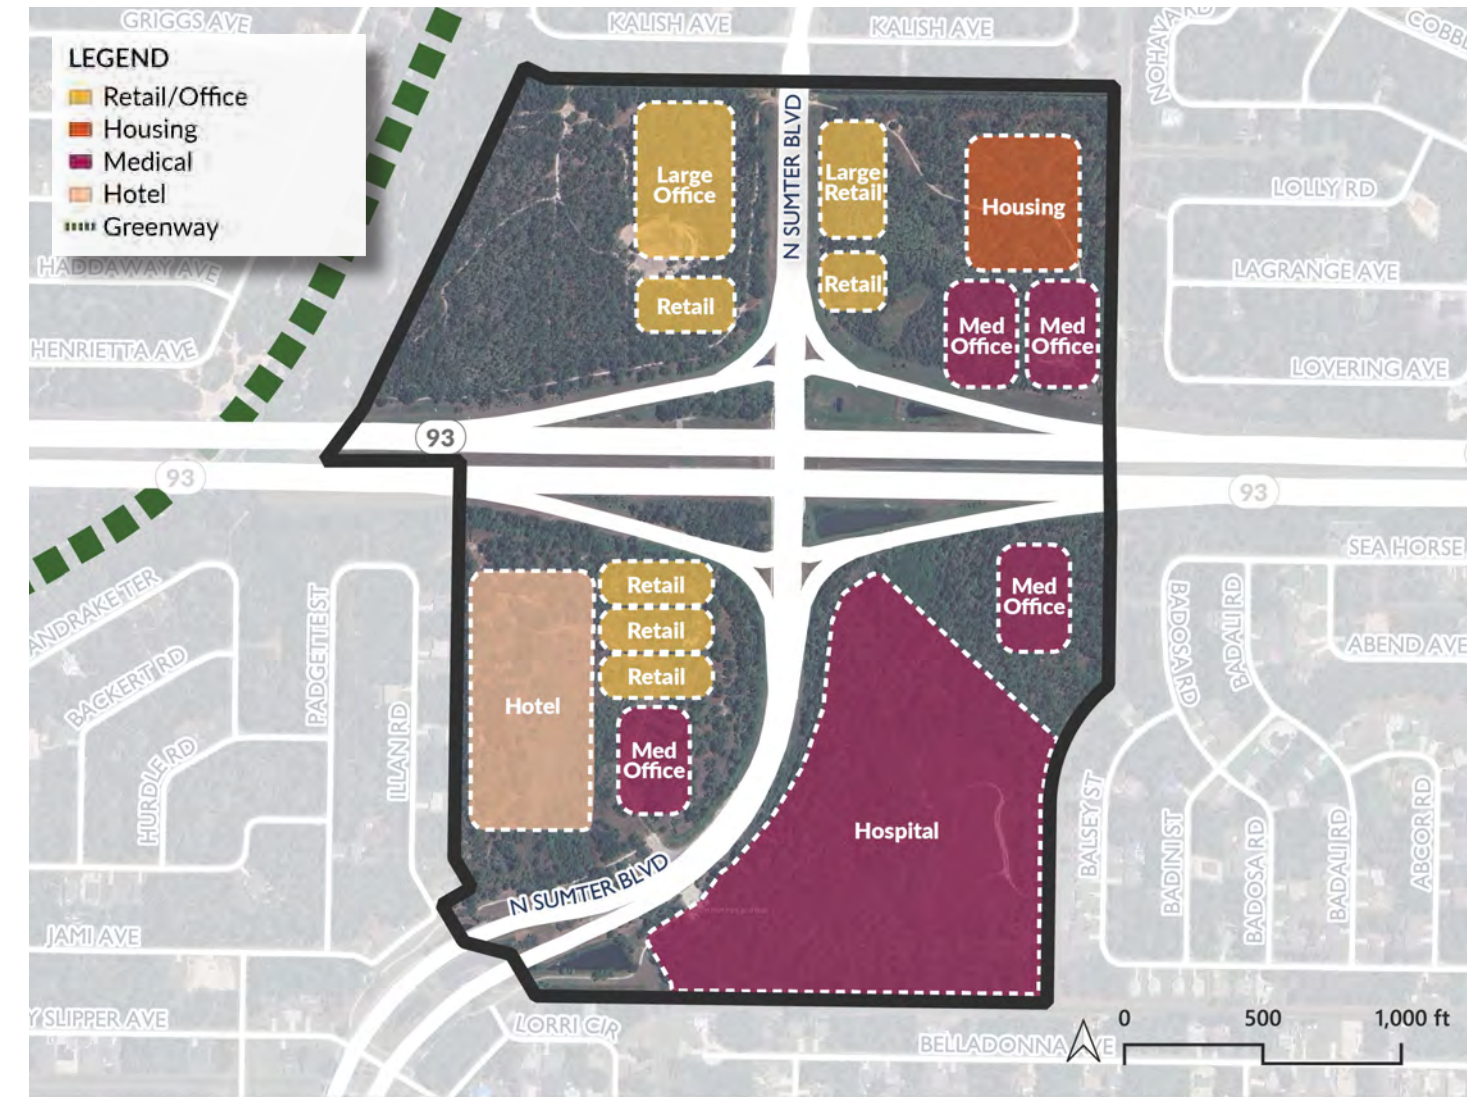 GRIGGS AVE
KALISH AVE
KALISH AVE
LEGEND
Retail/Office
Housing
Medical
Hotel
Greenway
N SUMTER BLVD
Large
Office
Large
Retail
Housing
Retail
Retail
Med
Office
Med
Office
LOLLY RD
LAGRANGE AVE
LOVERING AVE
HADDAWAY AVE
HENRIETTA AVE
93
93
93
SEA HORSE
ABEND AVE
BADOSA RD
BADALI RD
PADGETTE ST
BACKERT RD
HURDLE RD
ILLAN RD
Retail
Retail
Retail
Hotel
Med
Office
Med
Office
Hospital
N SUMTER BLVD
BALSEY ST
BADINI ST
BADOSA RD
BADALI RD
ABCOR RD
JAMI AVE
Y SLIPPER AVE
LORRI CIR
BELLADONNA AVE
0 500 1,000 ft